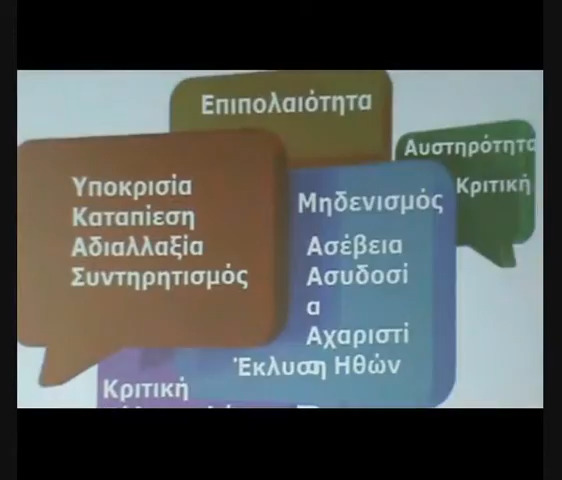 Επιπολαιότητα
Αυστηρότητα
Κριτική
Υποκρισία
Καταπίεση
Αδιαλλαξία
Συντηρητισμός
Μηδενισμός
Ασέβεια
Ασυδοσί
α
Αχαριστί
α
Έκλυση Ηθών
Κριτική